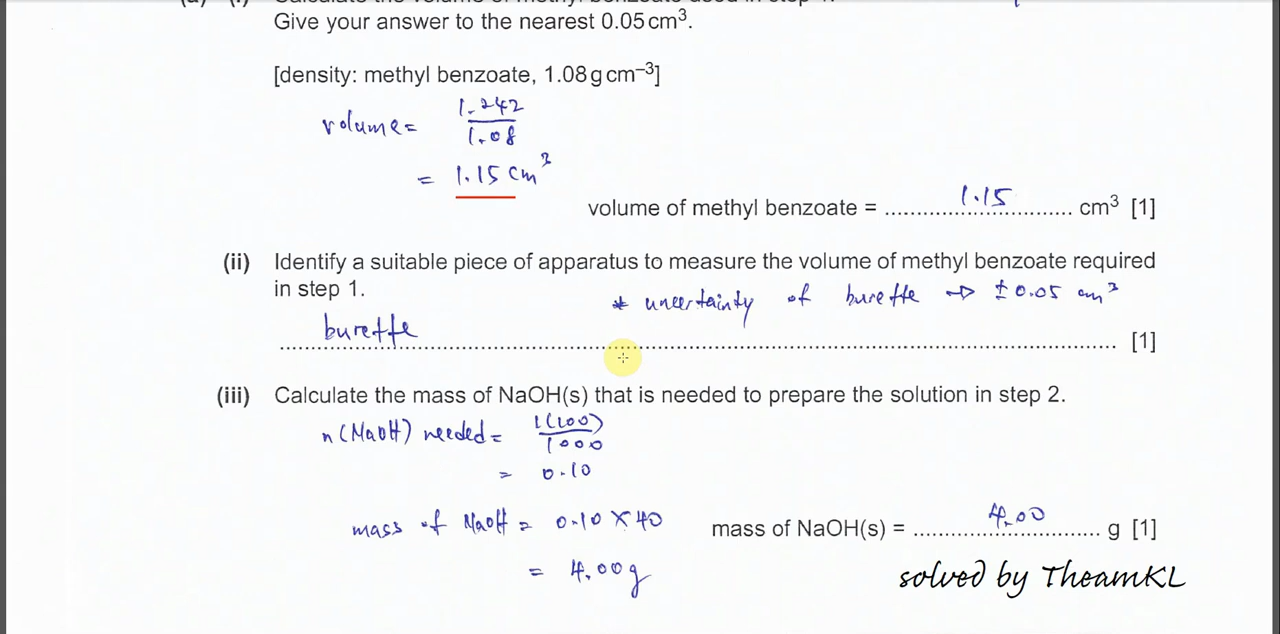 Give your answer to the nearest 0.05 cm³.
[density: methyl benzoate, 1.08 g cm⁻³]
volume = 1.242
1.08
= 1.15 cm³
volume of methyl benzoate = 1.15 cm³ [1]
(ii) Identify a suitable piece of apparatus to measure the volume of methyl benzoate required
in step 1.
* uncertainty of burette → ± 0.05 cm³
burette [1]
(iii) Calculate the mass of NaOH(s) that is needed to prepare the solution in step 2.
n(NaOH) needed = 1(100)
1000
= 0.10
mass of NaOH = 0.10 × 40
mass of NaOH(s) = 4.00 g [1]
= 4.00g
solved by TheamKL